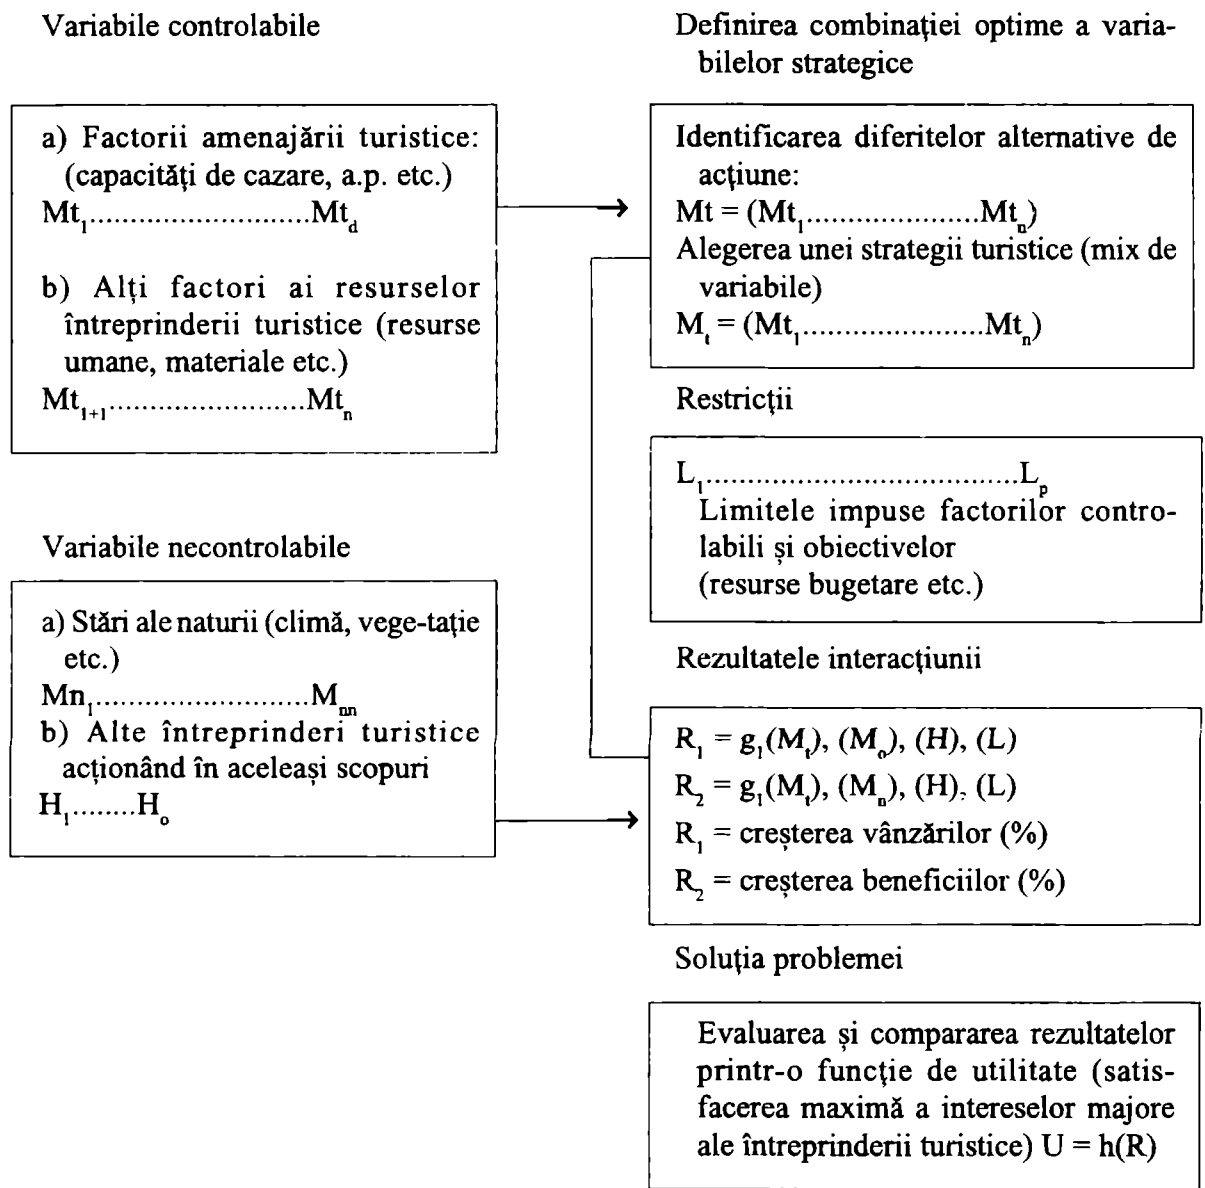 Variabile controlabile
a) Factorii amenajării turistice:
(capacități de cazare, a.p. etc.)
Mt₁...........................Mt_d
b) Alți factori ai resurselor
întreprinderii turistice (resurse
umane, materiale etc.)
Mt₁₊₁........................Mtₙ
Variabile necontrolabile
a) Stări ale naturii (climă, vege-tație
etc.)
Mn₁..........................Mₙₙ
b) Alte întreprinderi turistice
acționând în aceleași scopuri
H₁........Hₒ
Definirea combinației optime a varia-
bilelor strategice
Identificarea diferitelor alternative de
acțiune:
Mt = (Mt₁.....................Mtₙ)
Alegerea unei strategii turistice (mix de
variabile)
Mₜ = (Mt₁......................Mtₙ)
Restricții
L₁.....................................Lₚ
Limitele impuse factorilor contro-
labili și obiectivelor
(resurse bugetare etc.)
Rezultatele interacțiunii
R₁ = g₁(Mₜ), (Mₒ), (H), (L)
R₂ = g₁(Mₜ), (Mₙ), (H), (L)
R₁ = creșterea vânzărilor (%)
R₂ = creșterea beneficiilor (%)
Soluția problemei
Evaluarea și compararea rezultatelor
printr-o funcție de utilitate (satis-
facerea maximă a intereselor majore
ale întreprinderii turistice) U = h(R)